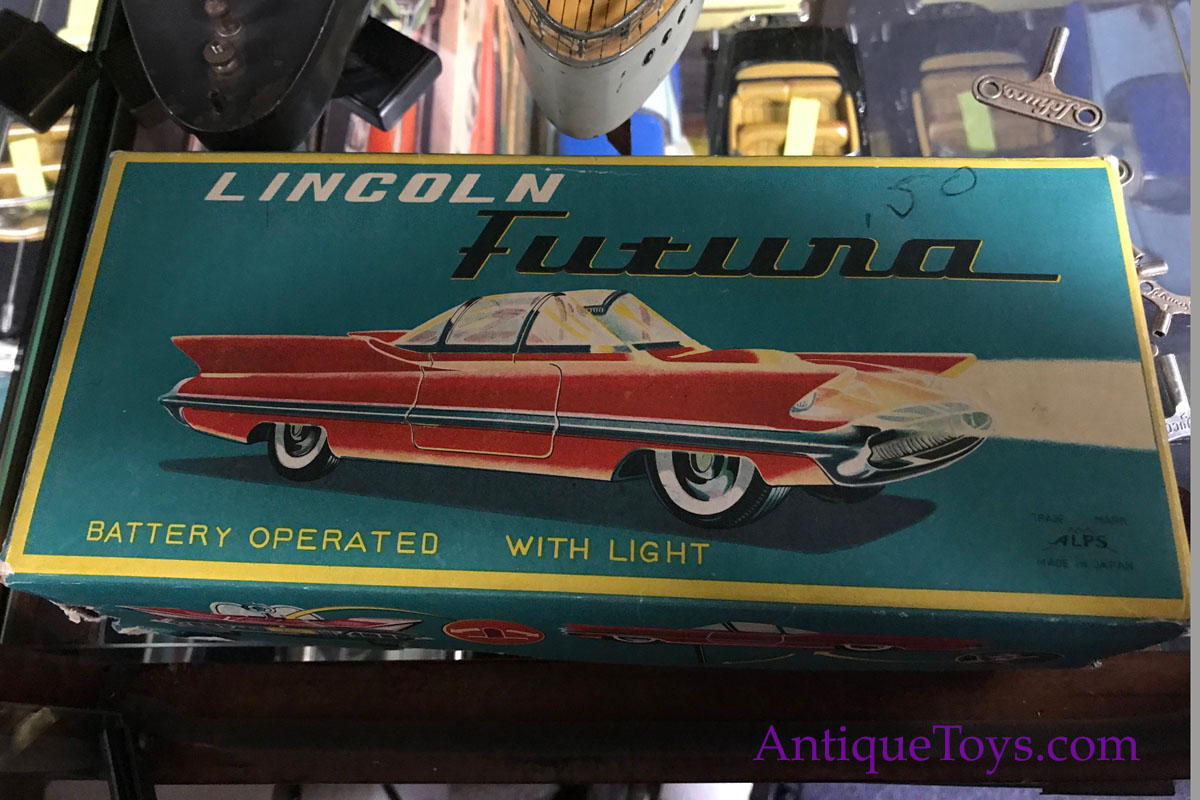 LINCOLN
Futura
.50
BATTERY OPERATED WITH LIGHT
TRADE MARK
ALPS
MADE IN JAPAN
AntiqueToys.com